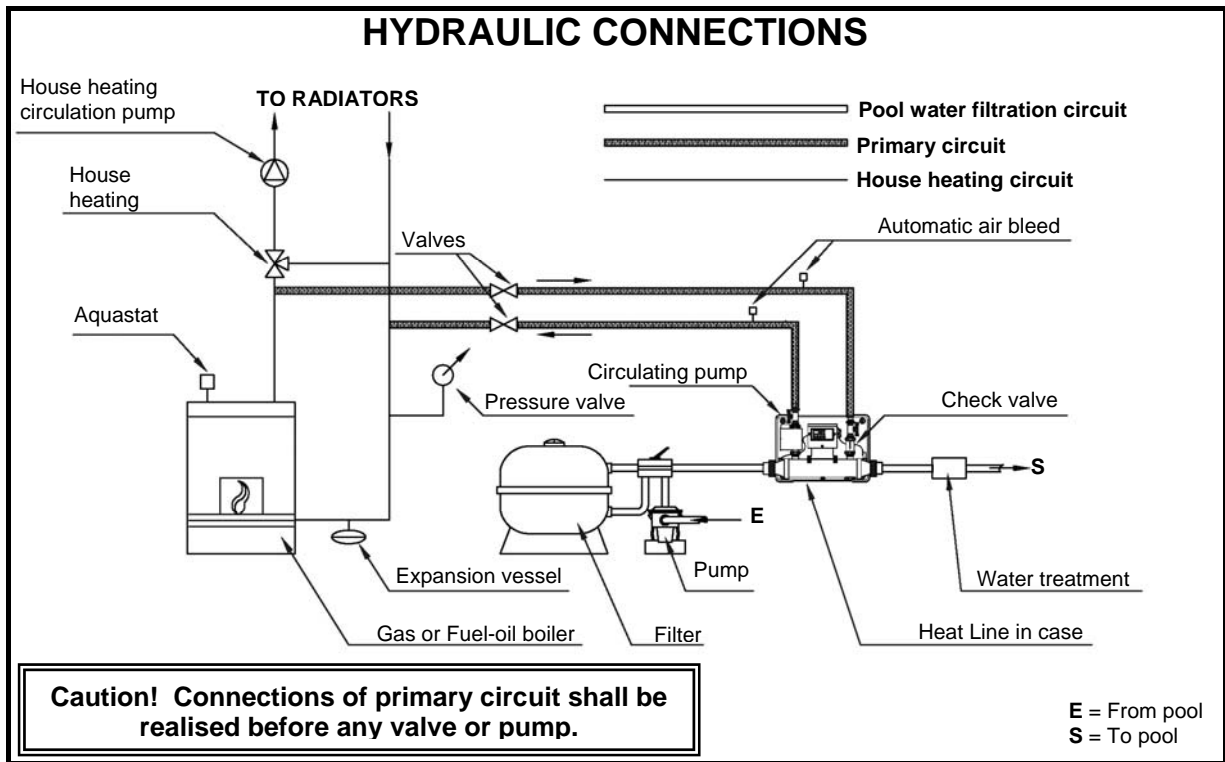 HYDRAULIC CONNECTIONS
House heating
circulation pump
TO RADIATORS
Pool water filtration circuit
Primary circuit
House heating circuit
House
heating
Valves
Automatic air bleed
Aquastat
Circulating pump
Pressure valve
Check valve
S
E
Expansion vessel
Pump
Water treatment
Gas or Fuel-oil boiler
Filter
Heat Line in case
Caution! Connections of primary circuit shall be
realised before any valve or pump.
E = From pool
S = To pool